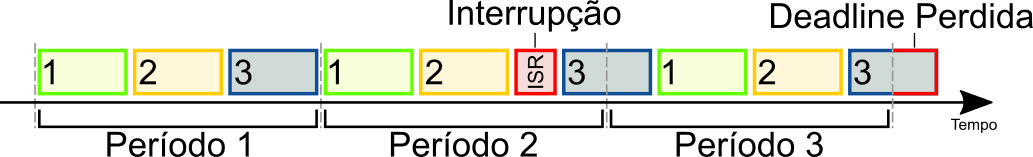 Interrupção
Deadline Perdida
1 2 3 1 2 ISR 3 1 2 3
Tempo
Período 1 Período 2 Período 3